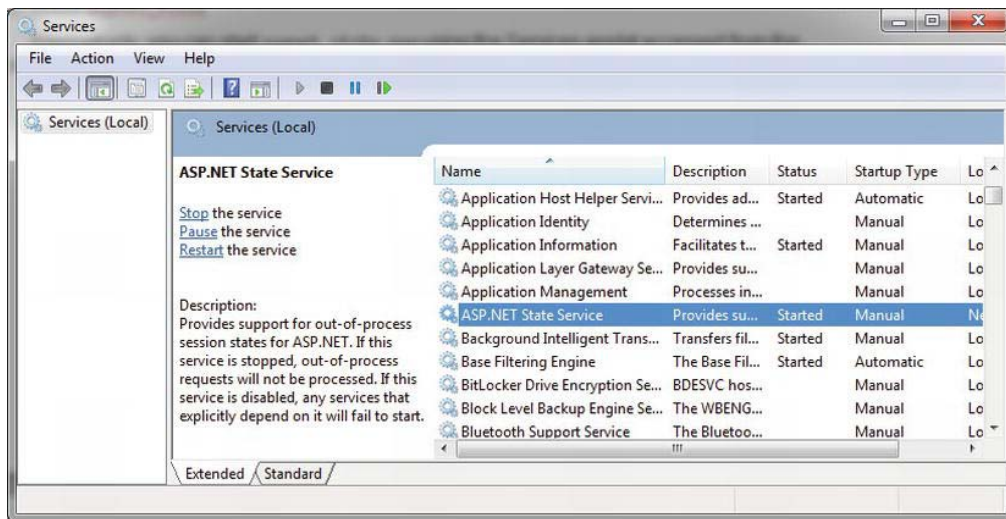 Services
File Action View Help
Services (Local)
Services (Local)
ASP.NET State Service
Stop the service
Pause the service
Restart the service
Description:
Provides support for out-of-process
session states for ASP.NET. If this
service is stopped, out-of-process
requests will not be processed. If this
service is disabled, any services that
explicitly depend on it will fail to start.
Name Description Status Startup Type Lo
Application Host Helper Servi... Provides ad... Started Automatic Lo
Application Identity Determines ... Manual Lo
Application Information Facilitates t... Started Manual Lo
Application Layer Gateway Se... Provides su... Manual Lo
Application Management Processes in... Manual Lo
ASP.NET State Service Provides su... Started Manual Ne
Background Intelligent Trans... Transfers fil... Started Manual Lo
Base Filtering Engine The Base Fil... Started Automatic Lo
BitLocker Drive Encryption Se... BDESVC hos... Manual Lo
Block Level Backup Engine Se... The WBENG... Manual Lo
Bluetooth Support Service The Bluetoo... Manual Lo
Extended Standard